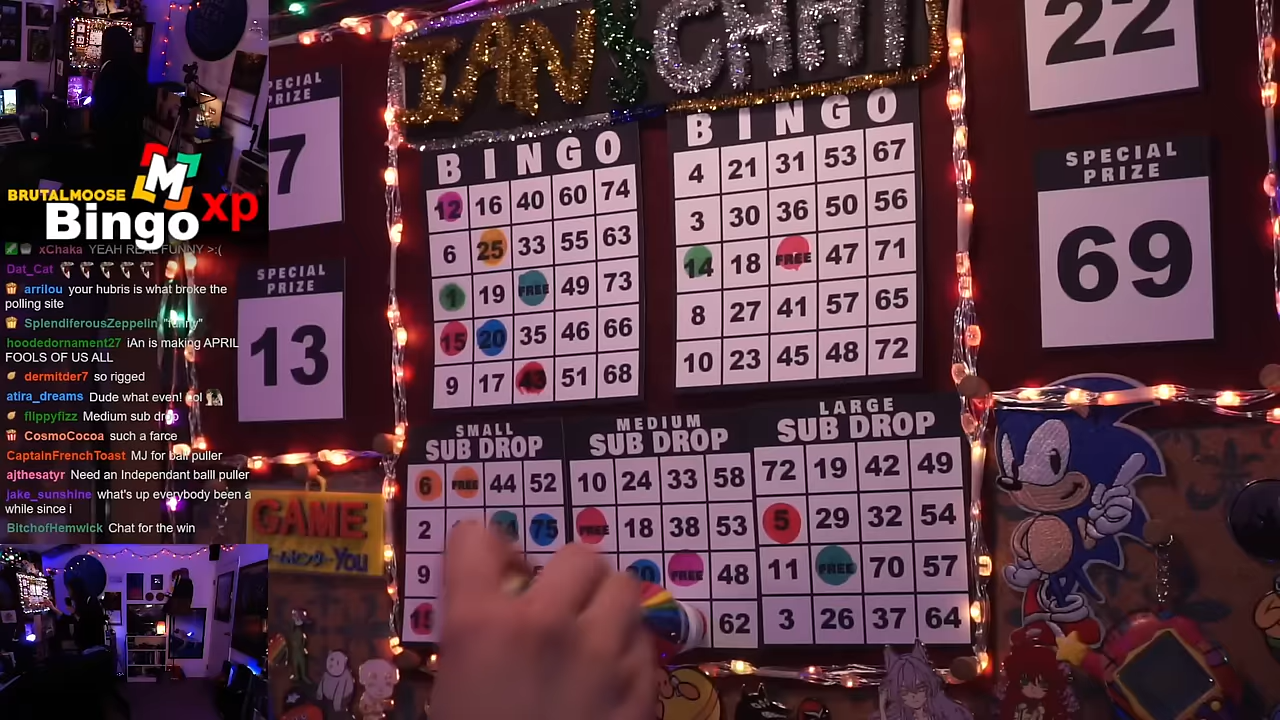 BRUTALMOOSE
M
Bingo xp
xChaka YEAH REAL FUNNY >:(
Dat_Cat
arrilou your hubris is what broke the
polling site
SplendiferousZeppelin "funny"
hoodedornament27 iAn is making APRIL
FOOLS OF US ALL
dermitder7 so rigged
atira_dreams Dude what even! lol
flippyfizz Medium sub drop
CosmoCocoa such a farce
CaptainFrenchToast MJ for ball puller
ajthesatyr Need an Independant balll puller
jake_sunshine what's up everybody been a
while since i
BitchofHemwick Chat for the win
PECIAL
PRIZE
7
SPECIAL
PRIZE
13
IAN & CHAT
BINGO
12 16 40 60 74
6 25 33 55 63
1 19 FREE 49 73
15 20 35 46 66
9 17 43 51 68
BINGO
4 21 31 53 67
3 30 36 50 56
14 18 FREE 47 71
8 27 41 57 65
10 23 45 48 72
22
SPECIAL
PRIZE
69
SMALL
SUB DROP
6 FREE 44 52
2 75
9
15
MEDIUM
SUB DROP
10 24 33 58
FREE 18 38 53
FREE 48
62
LARGE
SUB DROP
72 19 42 49
5 29 32 54
11 FREE 70 57
3 26 37 64
GAME
You